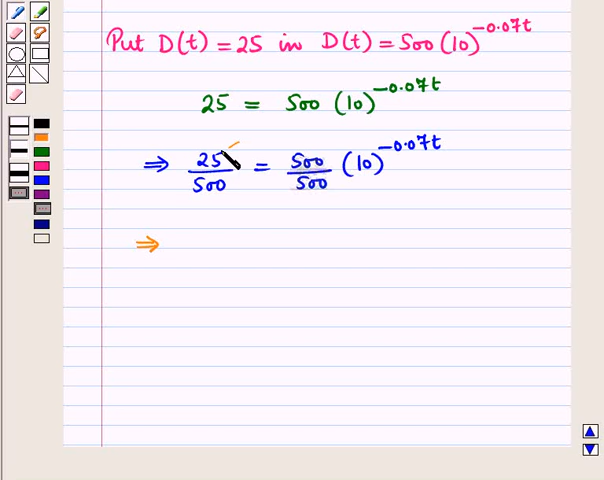 Put D(t) = 25 in D(t) = 500 (10)^-0.07t
25 = 500 (10)^-0.07t
⇒ 25/500 = 500/500 (10)^-0.07t
⇒